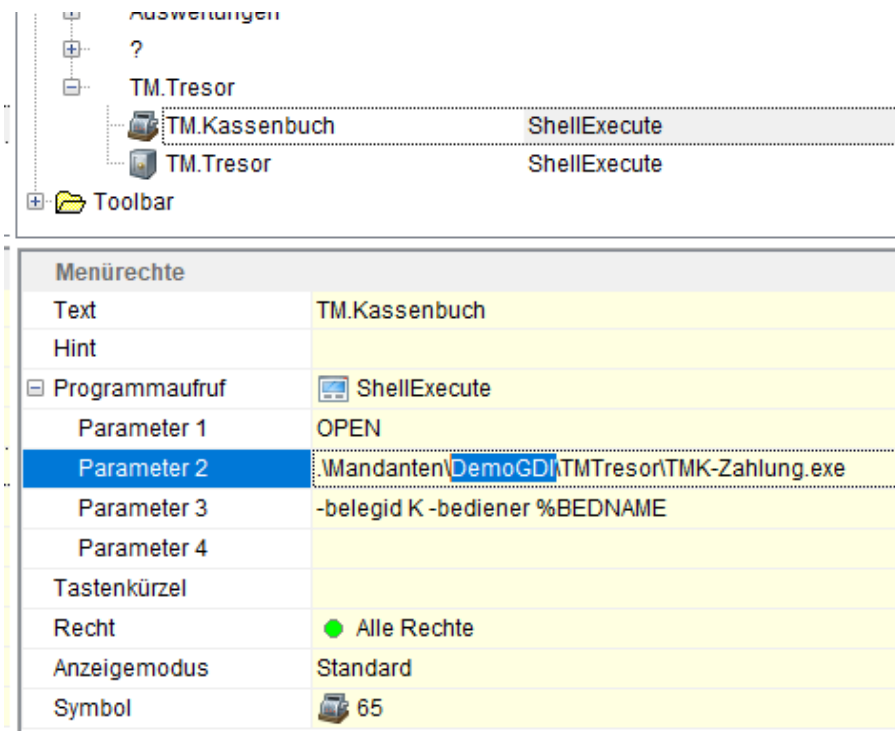 Auswertungen
?
TM.Tresor
TM.Kassenbuch ShellExecute
TM.Tresor ShellExecute
Toolbar
Menürechte
Text TM.Kassenbuch
Hint
Programmaufruf ShellExecute
Parameter 1 OPEN
Parameter 2 .\Mandanten\DemoGDI\TMTresor\TMK-Zahlung.exe
Parameter 3 -belegid K -bediener %BEDNAME
Parameter 4
Tastenkürzel
Recht Alle Rechte
Anzeigemodus Standard
Symbol 65